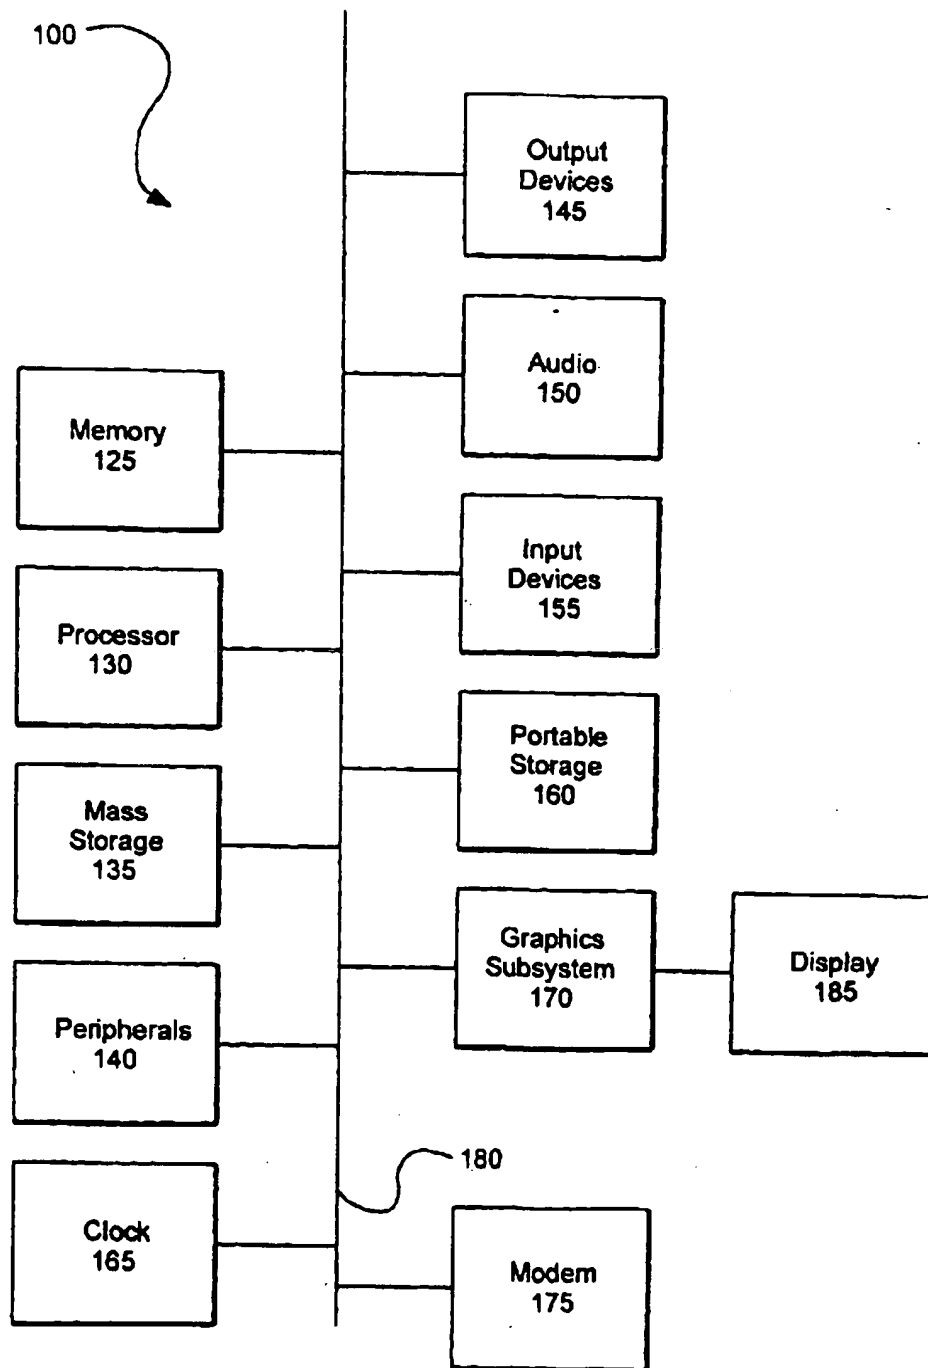 100
Output
Devices
145
Audio
150
Memory
125
Input
Devices
155
Processor
130
Portable
Storage
160
Mass
Storage
135
Graphics
Subsystem
170
Display
185
Peripherals
140
180
Clock
165
Modem
175